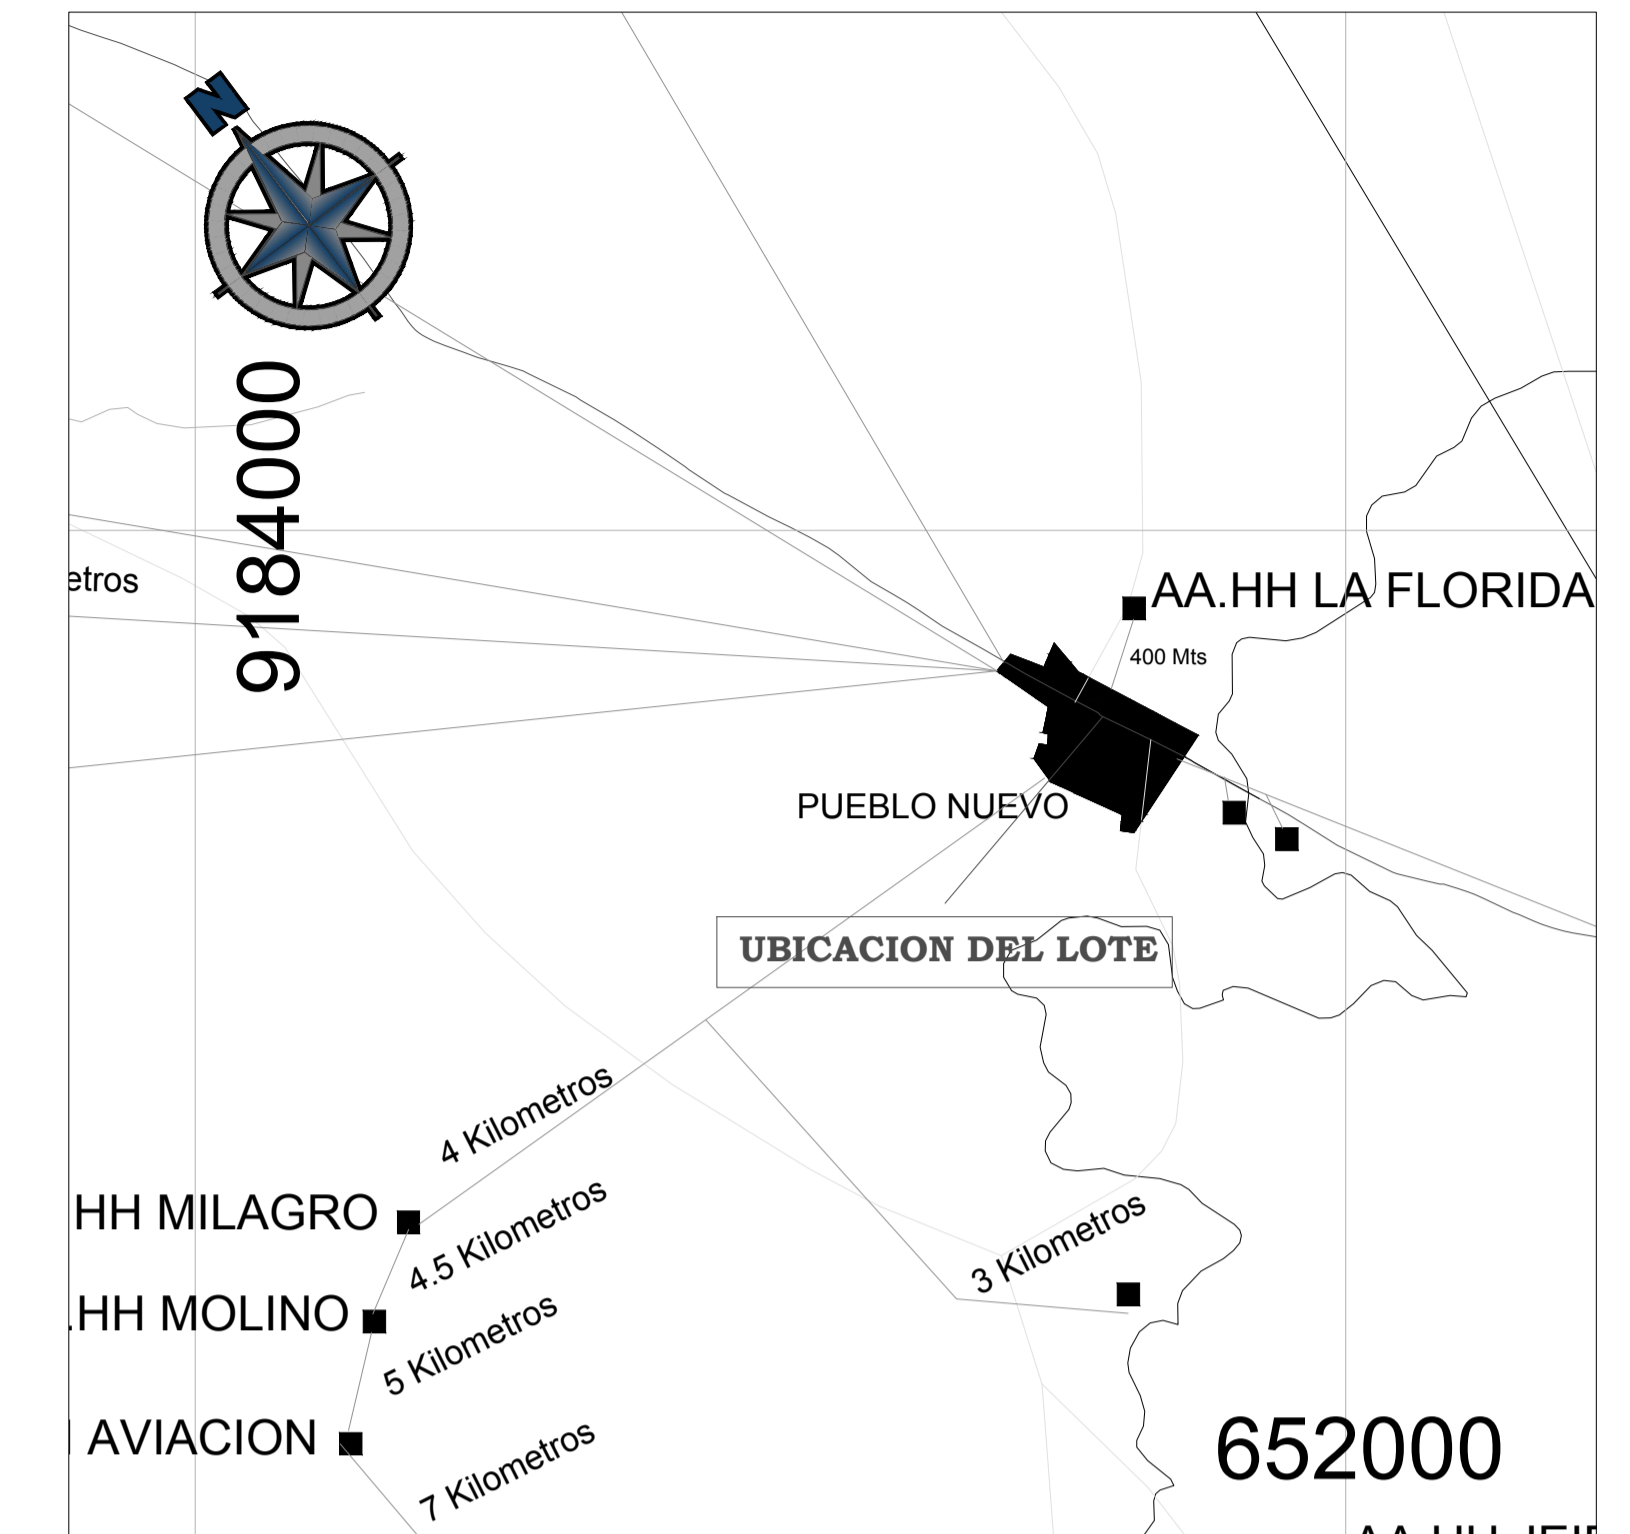 N
9184000
etros
AA.HH LA FLORIDA
400 Mts
PUEBLO NUEVO
UBICACION DEL LOTE
4 Kilometros
HH MILAGRO
4.5 Kilometros
3 Kilometros
.HH MOLINO
5 Kilometros
AVIACION
652000
7 Kilometros